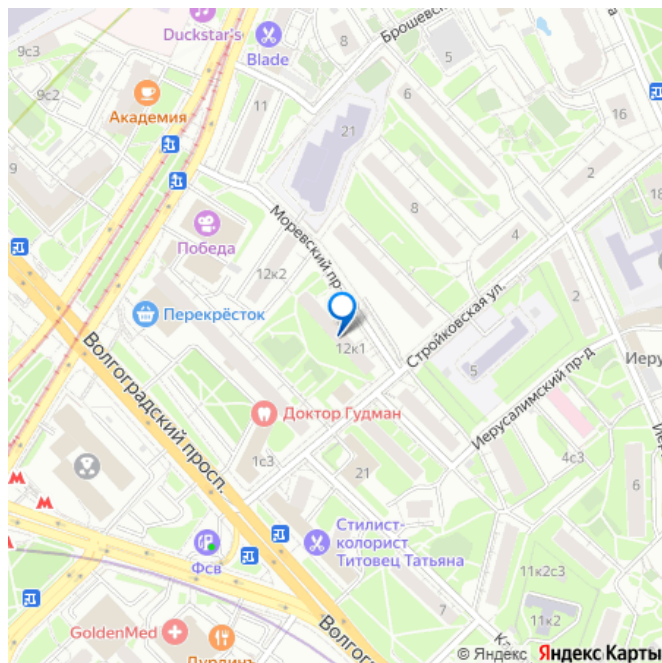 Duckstar's
Blade
Брошевс
9с3
8
5
9с2
Академия
11
6
16
21
2
18
9
8
Моревский пр-
Победа
4
12к2
2
Стройковская ул.
Перекрёсток
12к1
Волгоградский просп.
5
Иерусалимский пр-д
Иеру
Доктор Гудман
1с3
21
4с3
6
М
М
Стилист-
колорист
Титовец Татьяна
Фсв
11к2с3
7
11к2
GoldenMed
Волгог
© Яндекс Яндекс Карты